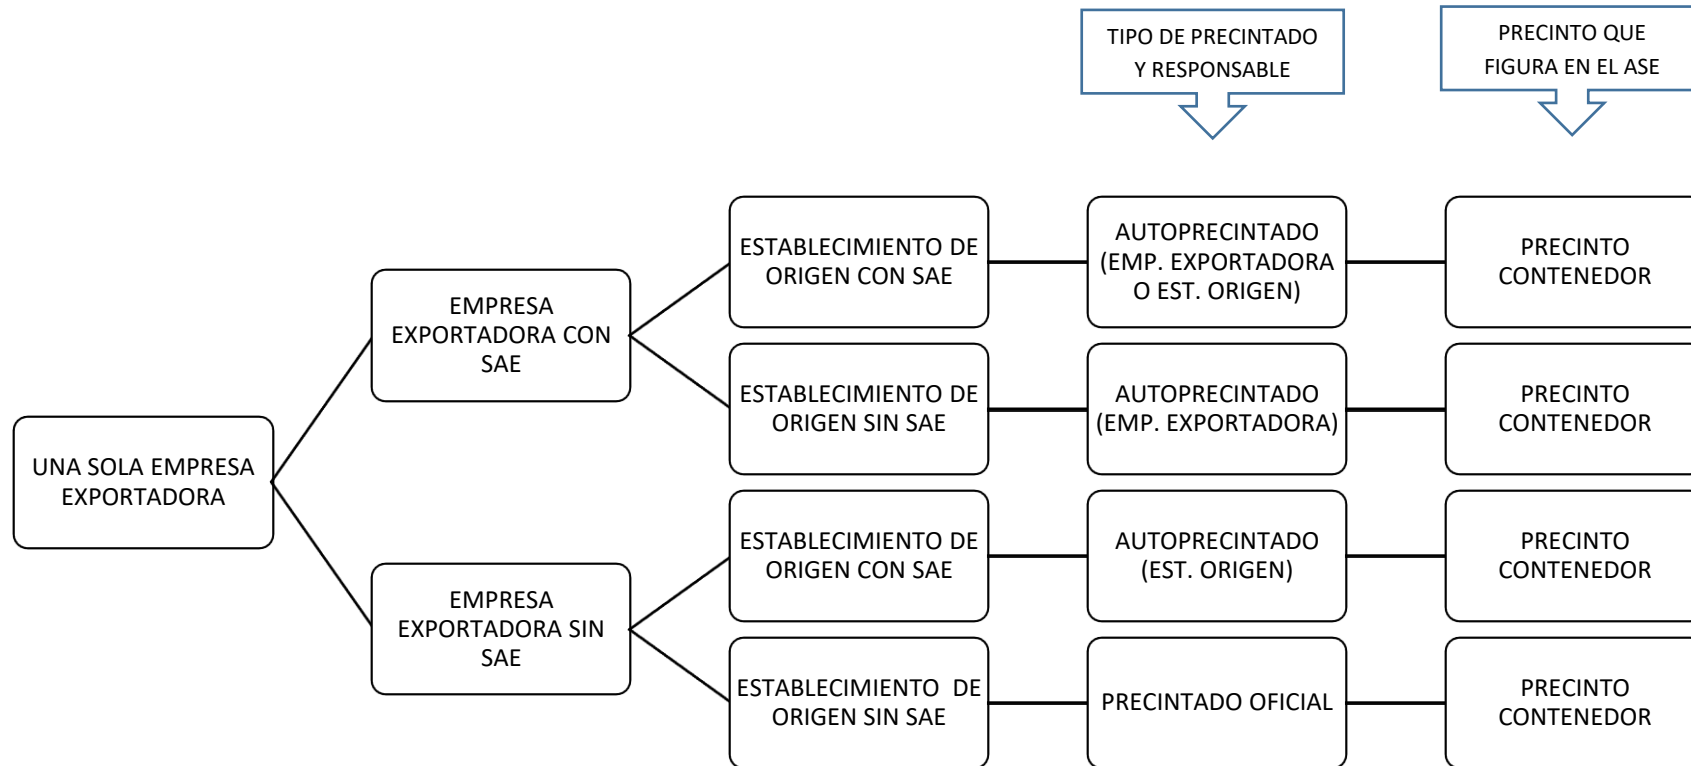 TIPO DE PRECINTADO
Y RESPONSABLE
PRECINTO QUE
FIGURA EN EL ASE
UNA SOLA EMPRESA
EXPORTADORA
EMPRESA
EXPORTADORA CON
SAE
ESTABLECIMIENTO DE
ORIGEN CON SAE
AUTOPRECINTADO
(EMP. EXPORTADORA
O EST. ORIGEN)
PRECINTO
CONTENEDOR
ESTABLECIMIENTO DE
ORIGEN SIN SAE
AUTOPRECINTADO
(EMP. EXPORTADORA)
PRECINTO
CONTENEDOR
EMPRESA
EXPORTADORA SIN
SAE
ESTABLECIMIENTO DE
ORIGEN CON SAE
AUTOPRECINTADO
(EST. ORIGEN)
PRECINTO
CONTENEDOR
ESTABLECIMIENTO DE
ORIGEN SIN SAE
PRECINTADO OFICIAL
PRECINTO
CONTENEDOR